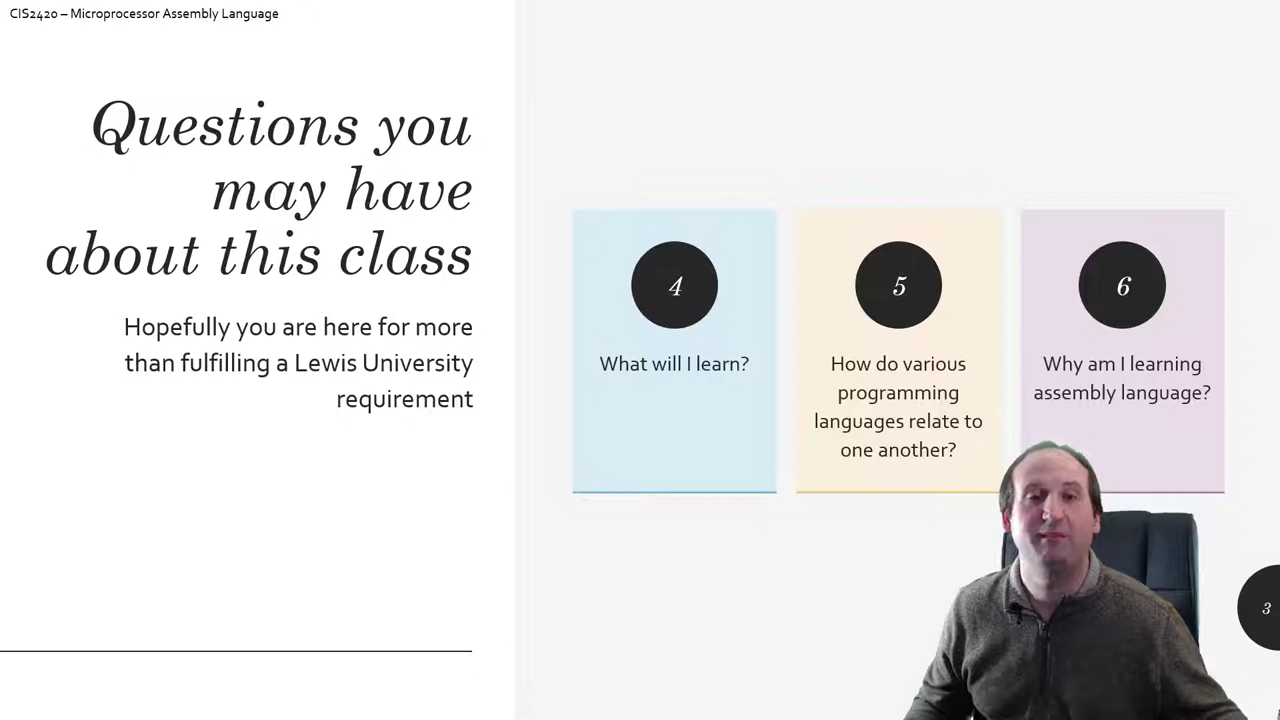 CIS2420 – Microprocessor Assembly Language
Questions you
may have
about this class
Hopefully you are here for more
than fulfilling a Lewis University
requirement
4
What will I learn?
5
How do various
programming
languages relate to
one another?
6
Why am I learning
assembly language?
3